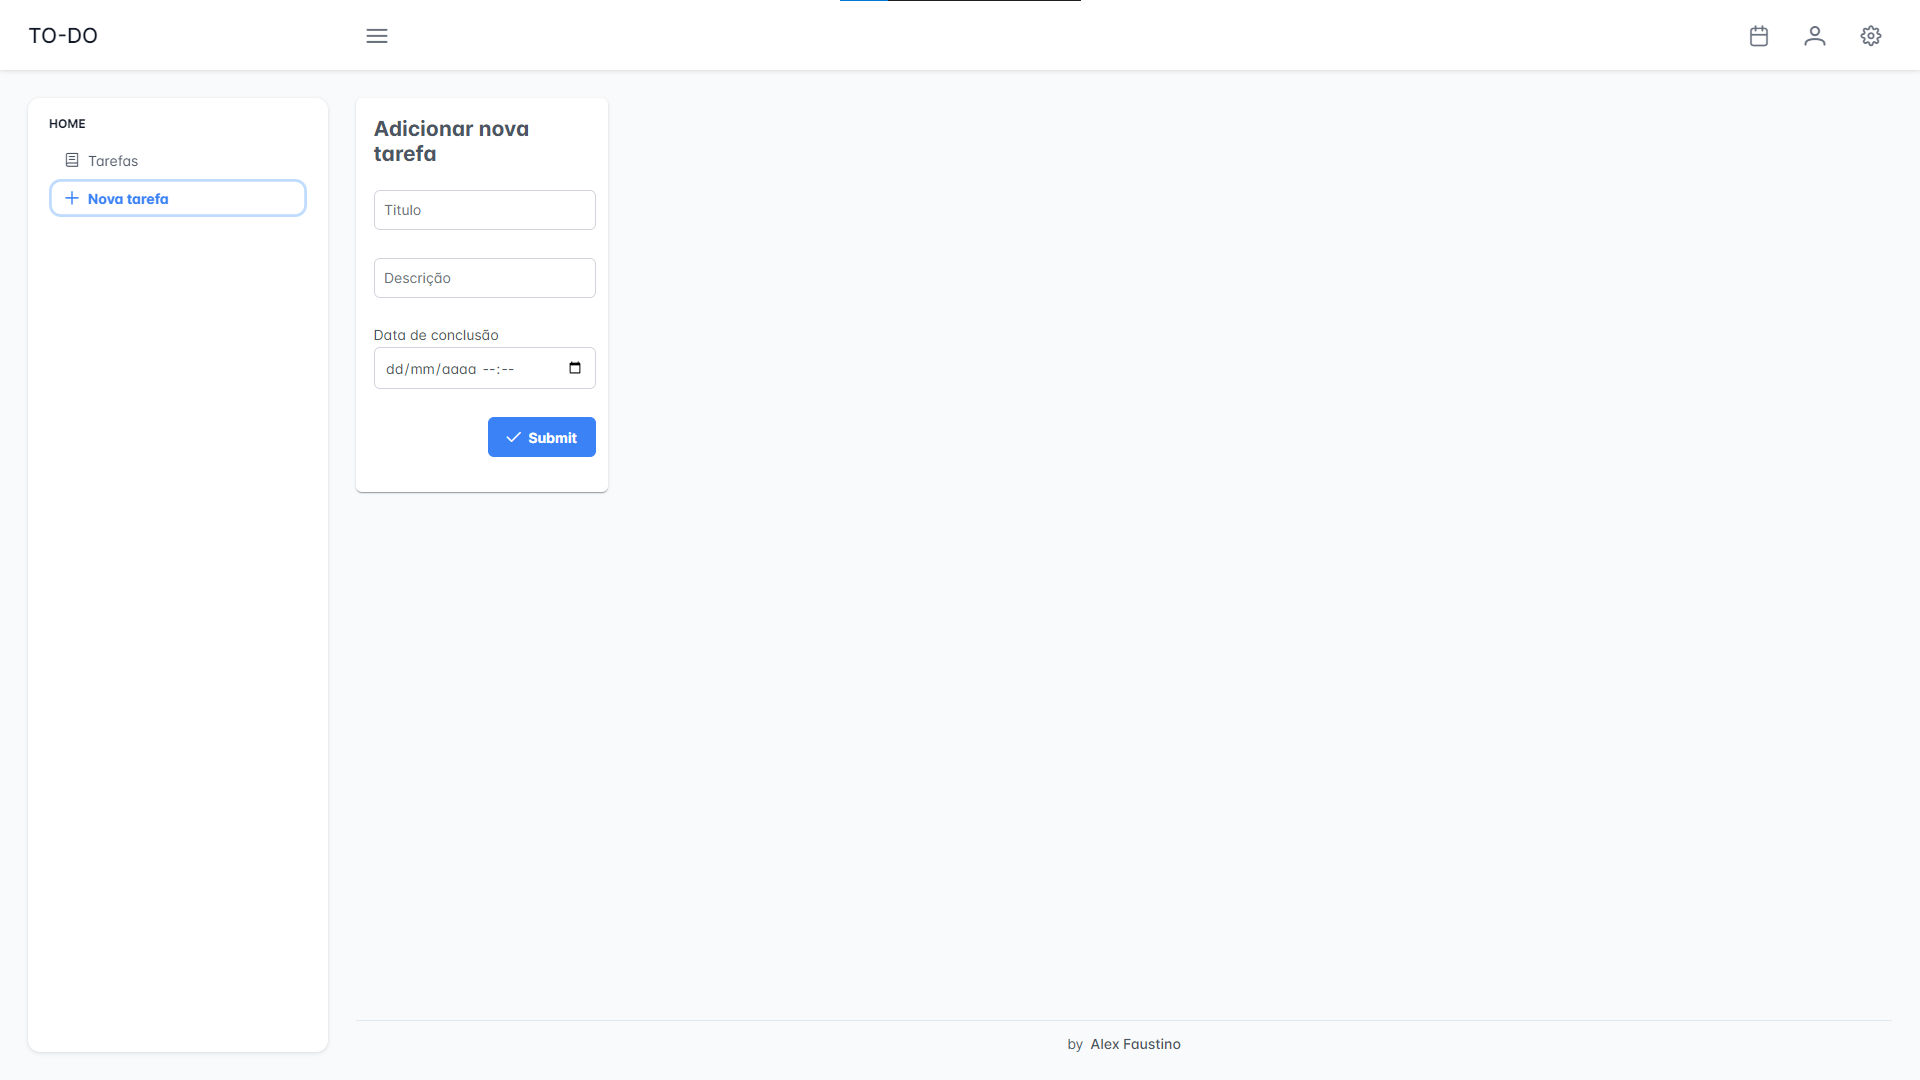 TO-DO
HOME
Tarefas
Nova tarefa
Adicionar nova
tarefa
Titulo
Descrição
Data de conclusão
dd/mm/aaaa --:--
Submit
by Alex Faustino